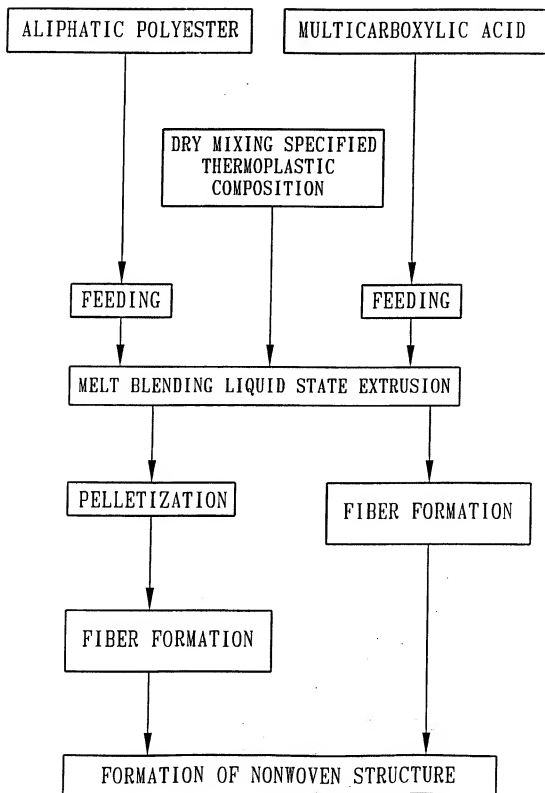 ALIPHATIC POLYESTER
MULTICARBOXYLIC ACID
DRY MIXING SPECIFIED
THERMOPLASTIC
COMPOSITION
FEEDING
FEEDING
MELT BLENDING LIQUID STATE EXTRUSION
PELLETIZATION
FIBER FORMATION
FIBER FORMATION
FORMATION OF NONWOVEN STRUCTURE